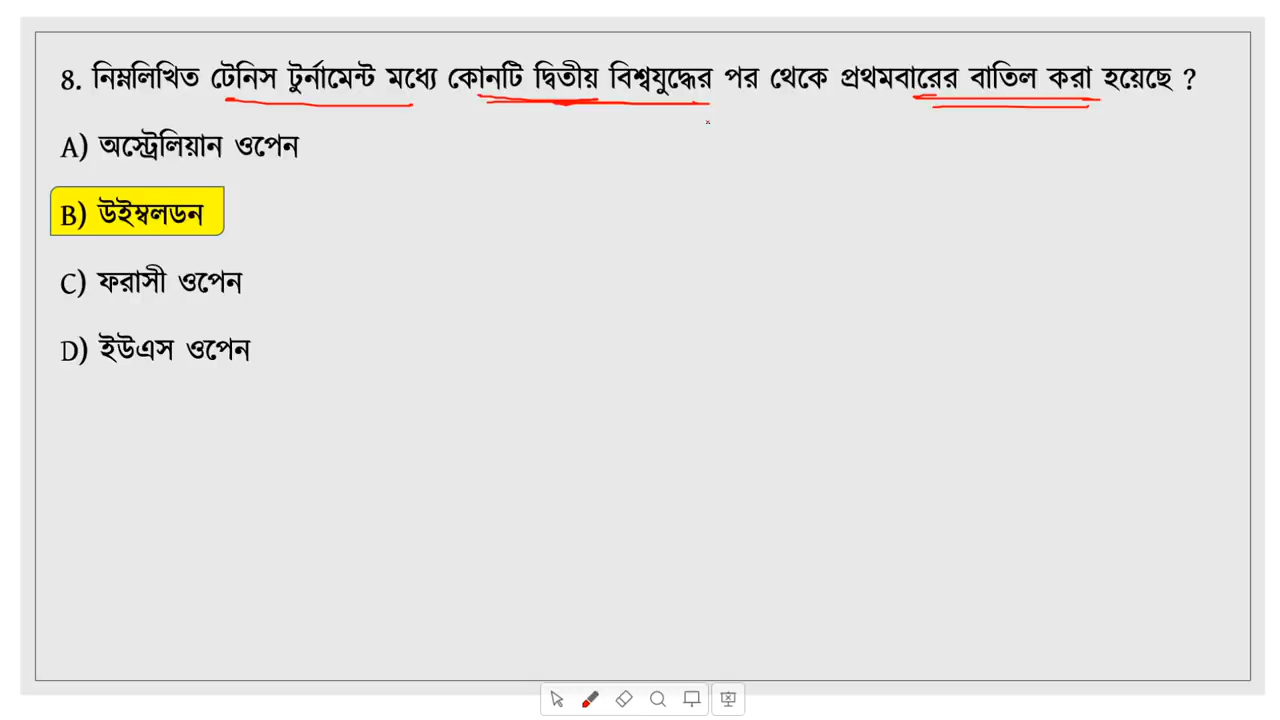 8. নিম্নলিখিত টেনিস টুর্নামেন্ট মধ্যে কোনটি দ্বিতীয় বিশ্বযুদ্ধের পর থেকে প্রথমবারের বাতিল করা হয়েছে ?
A) অস্ট্রেলিয়ান ওপেন
B) উইম্বলডন
C) ফরাসী ওপেন
D) ইউএস ওপেন